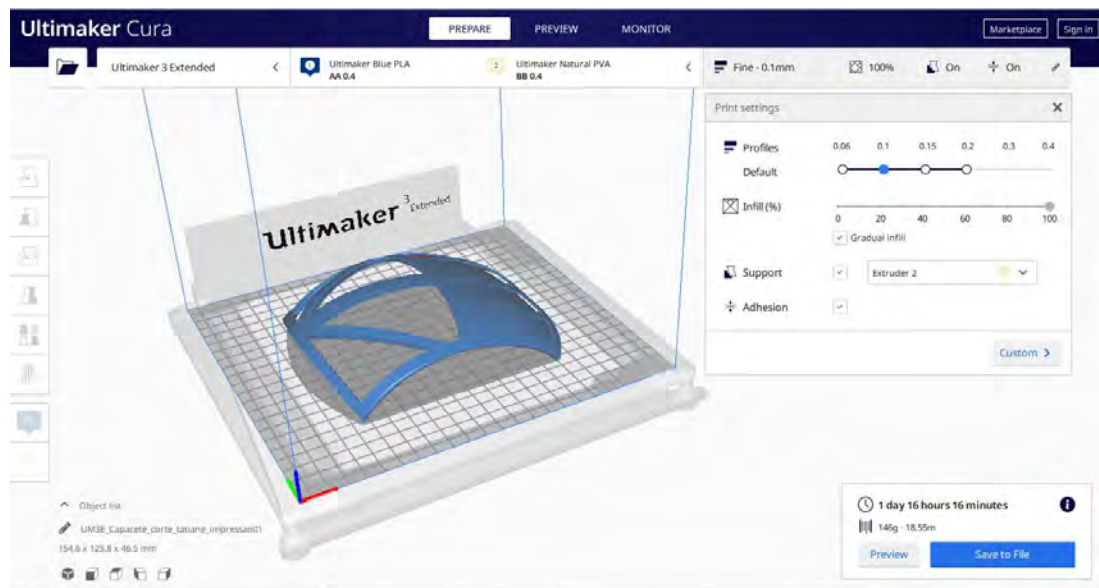 Ultimaker Cura
PREPARE PREVIEW MONITOR
Marketplace Sign in
Ultimaker 3 Extended
1 Ultimaker Blue PLA
AA 0.4
2 Ultimaker Natural PVA
BB 0.4
Fine - 0.1mm 100% On On
Print settings
Profiles 0.06 0.1 0.15 0.2 0.3 0.4
Default
Infill (%)
0 20 40 60 80 100
Gradual infill
Support Extruder 2
Adhesion
Custom
Ultimaker 3 Extended
Object list
UM3E_Capacete_corte_tatiane_impressao01
154.6 x 125.8 x 46.5 mm
1 day 16 hours 16 minutes
146g · 18.55m
Preview Save to File